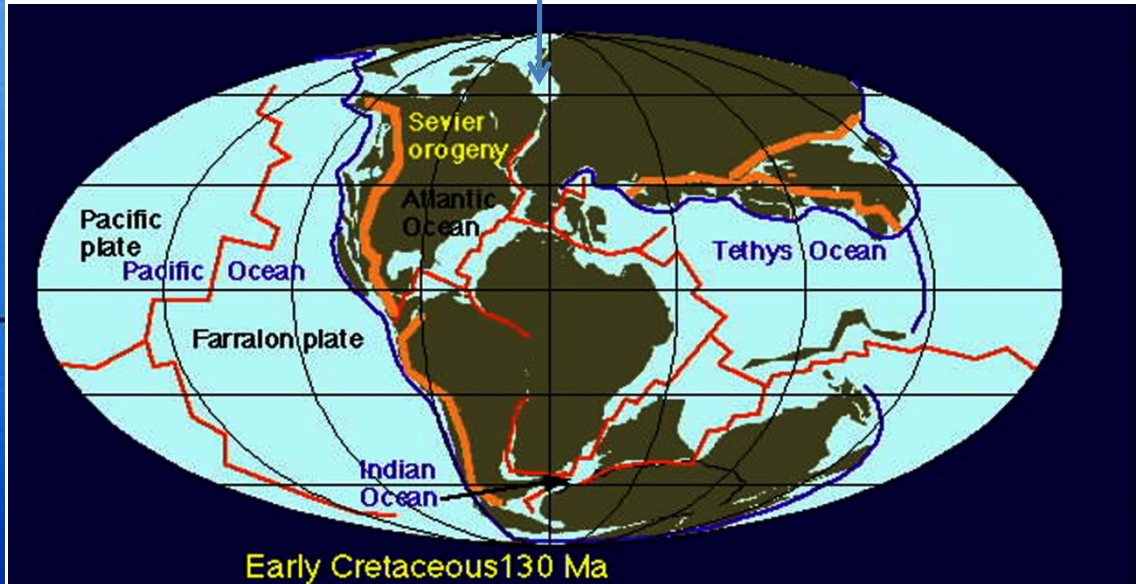 Sevier
orogeny
Atlantic
Ocean
Pacific
plate
Pacific Ocean
Tethys Ocean
Farralon plate
Indian
Ocean
Early Cretaceous130 Ma